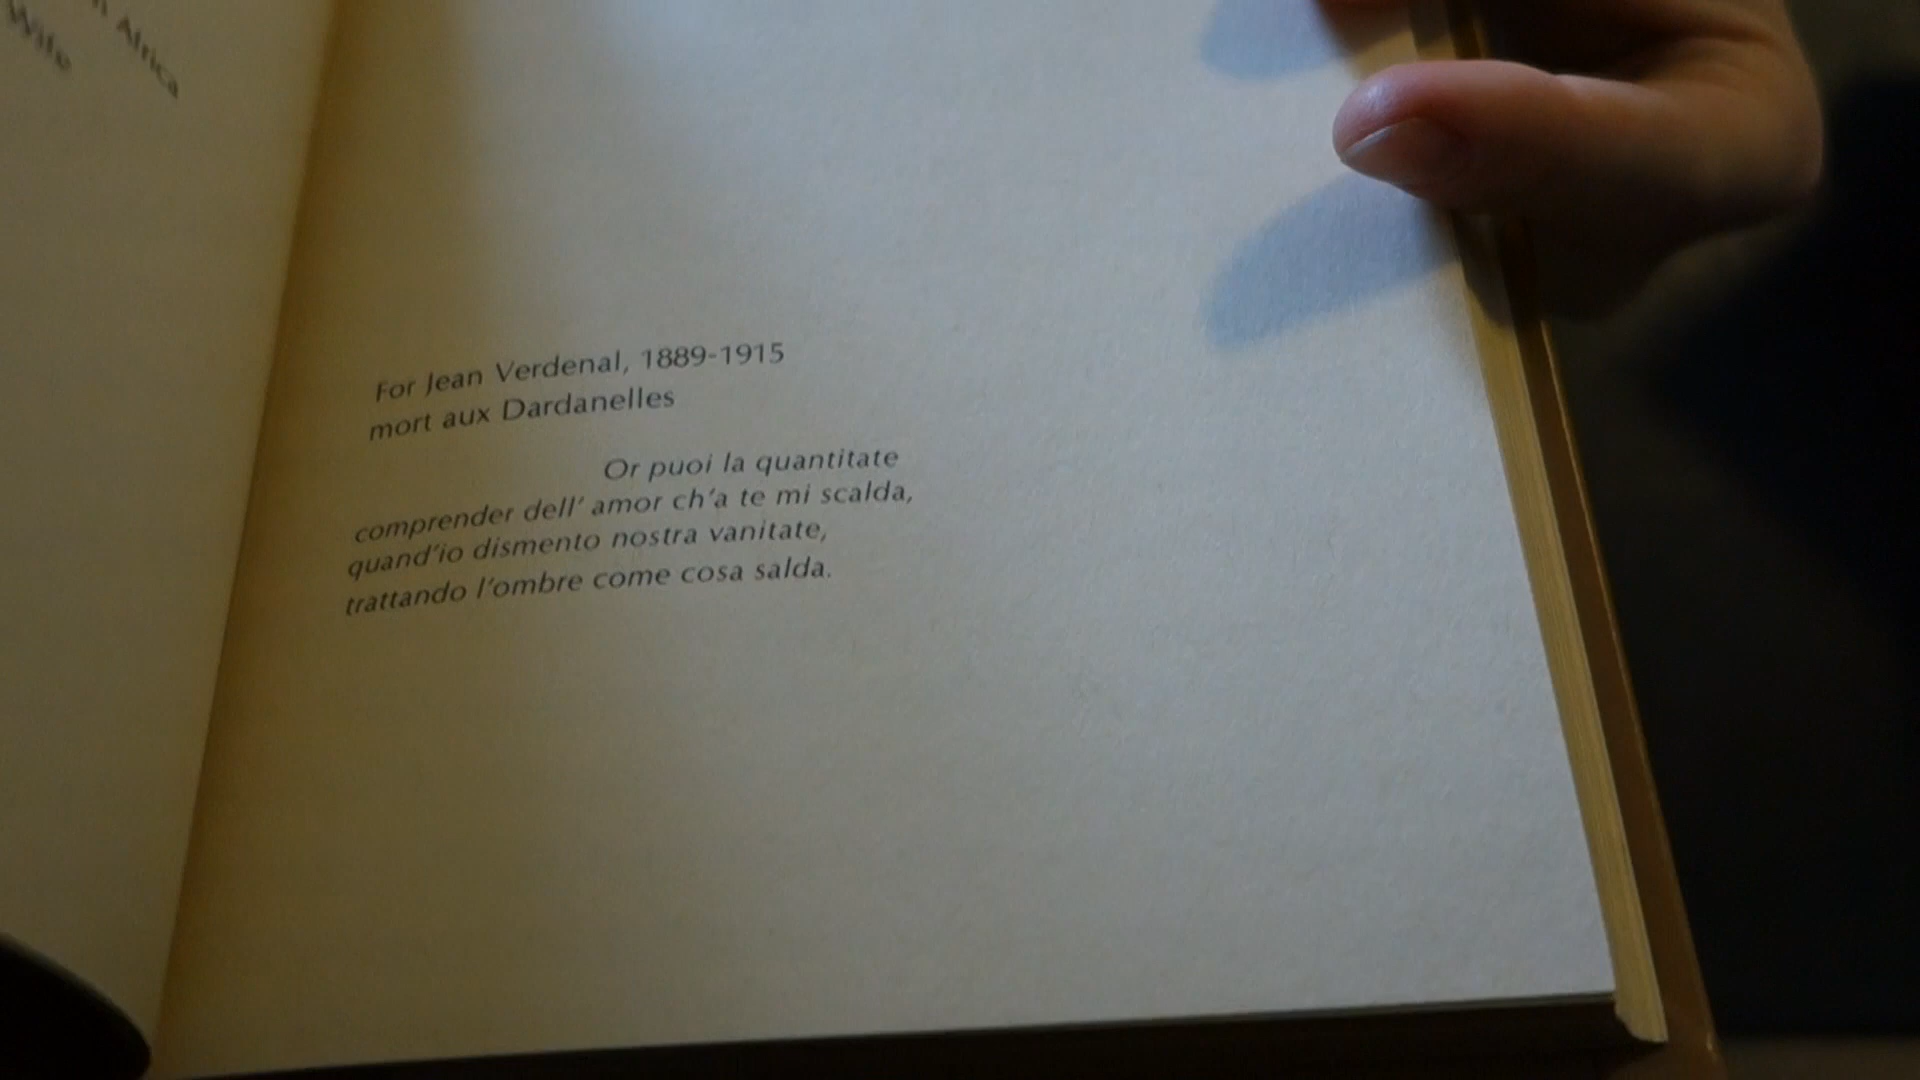 Africa
For Jean Verdenal, 1889-1915
mort aux Dardanelles
Or puoi la quantitate
comprender dell' amor ch'a te mi scalda,
quand'io dismento nostra vanitate,
trattando l'ombre come cosa salda.